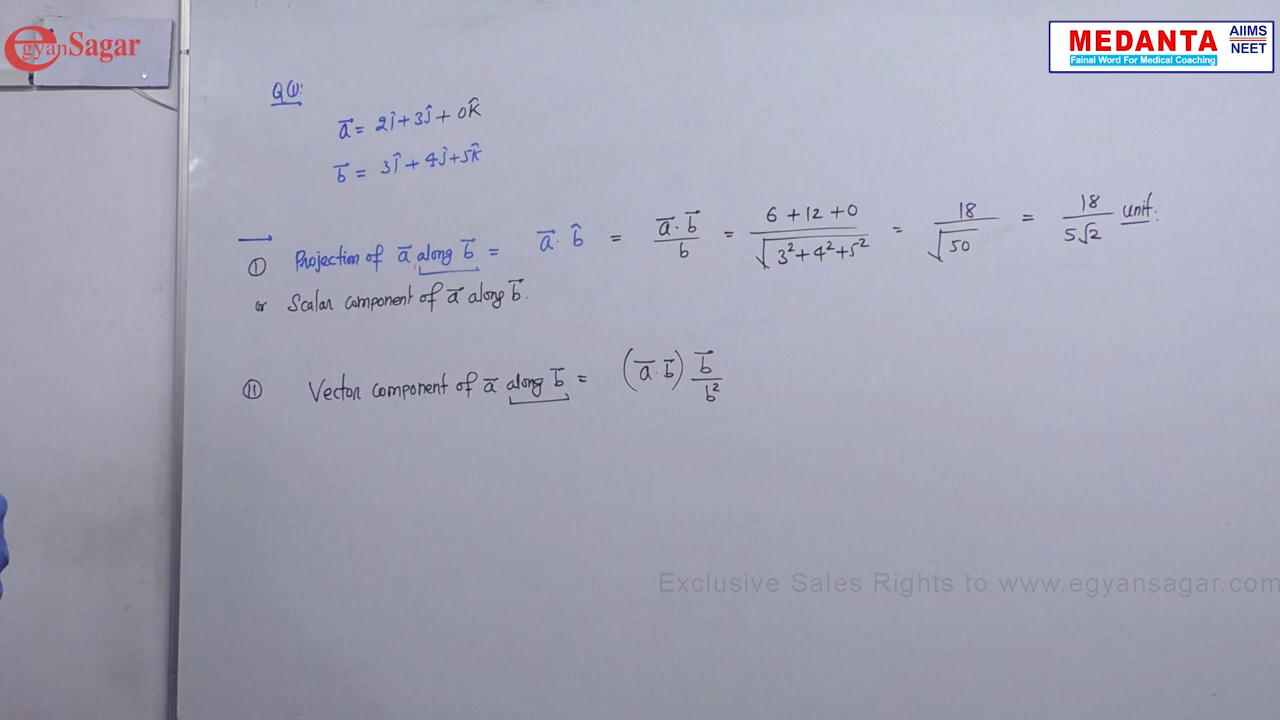 egyanSagar
MEDANTA AIIMS NEET
Fainal Word For Medical Coaching
Q①:
a⃗ = 2î + 3ĵ + 0k̂
b⃗ = 3î + 4ĵ + 5k̂
① Projection of a⃗ along b⃗ = a⃗ · b̂ = (a⃗ · b⃗)/b = (6 + 12 + 0)/√(3² + 4² + 5²) = 18/√50 = 18/5√2 unit.
or Scalar component of a⃗ along b⃗.
Ⅱ Vector component of a⃗ along b⃗ = (a⃗ · b⃗) b⃗/b²
Exclusive Sales Rights to www.egyansagar.com